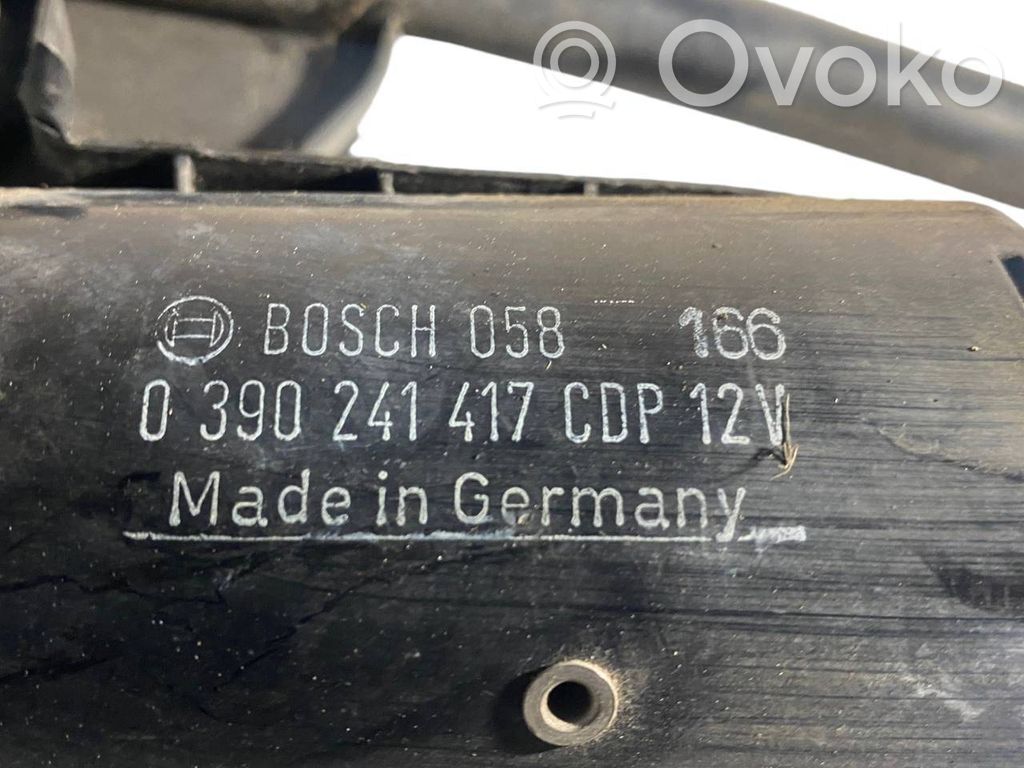 Ovoko
BOSCH 058 166
0 390 241 417 CDP 12V
Made in Germany